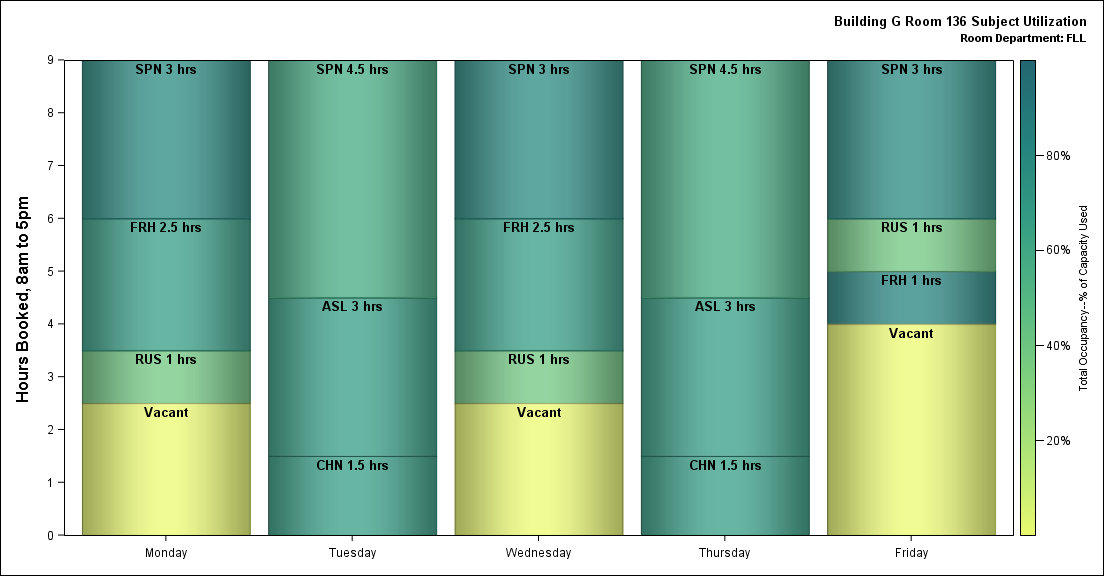 Building G Room 136 Subject Utilization
Room Department: FLL
Hours Booked, 8am to 5pm
9
8
7
6
5
4
3
2
1
0
SPN 3 hrs
FRH 2.5 hrs
RUS 1 hrs
Vacant
Monday
SPN 4.5 hrs
ASL 3 hrs
CHN 1.5 hrs
Tuesday
SPN 3 hrs
FRH 2.5 hrs
RUS 1 hrs
Vacant
Wednesday
SPN 4.5 hrs
ASL 3 hrs
CHN 1.5 hrs
Thursday
SPN 3 hrs
RUS 1 hrs
FRH 1 hrs
Vacant
Friday
80%
60%
40%
20%
Total Occupancy--% of Capacity Used